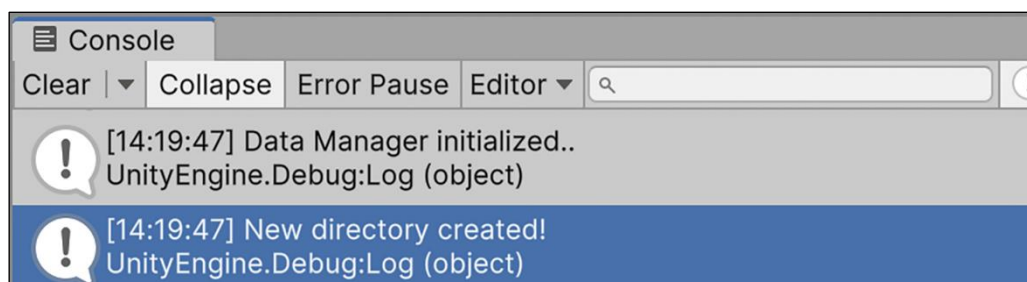 Console
Clear Collapse Error Pause Editor
[14:19:47] Data Manager initialized..
UnityEngine.Debug:Log (object)
[14:19:47] New directory created!
UnityEngine.Debug:Log (object)